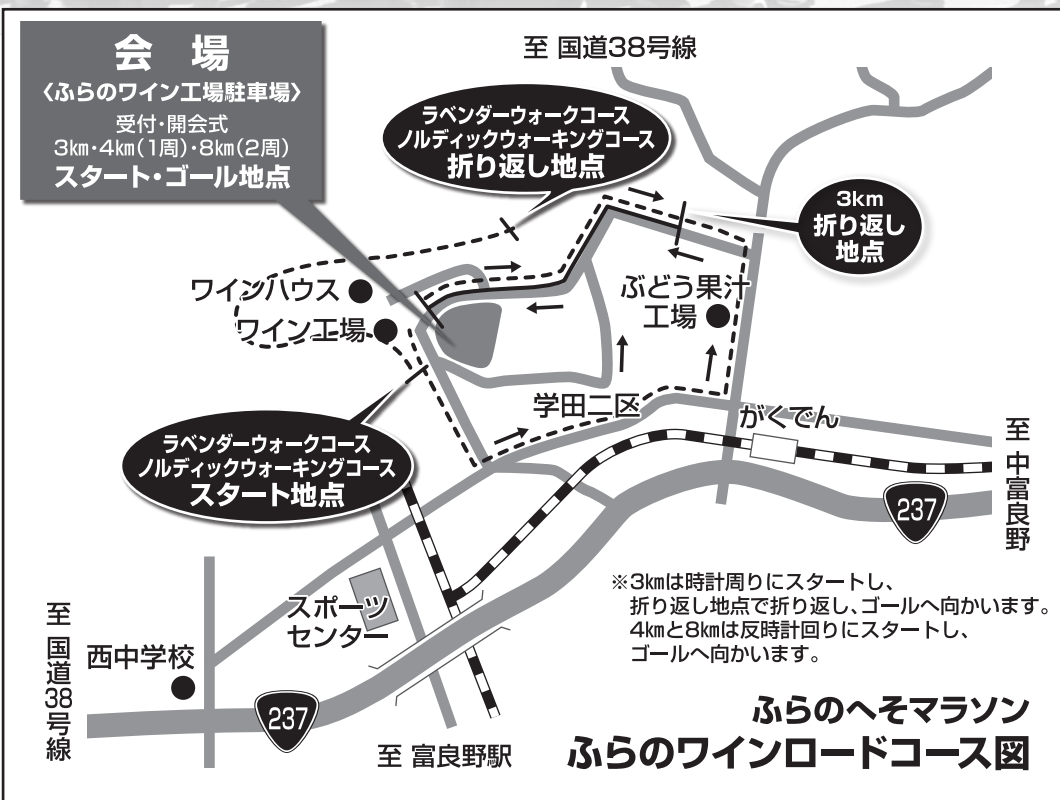 会場
〈ふらのワイン工場駐車場〉
受付・開会式
3㎞・4㎞(1周)・8㎞(2周)
スタート・ゴール地点
至 国道38号線
ラベンダーウォークコース
ノルディックウォーキングコース
折り返し地点
3km
折り返し
地点
ワインハウス
ワイン工場
ぶどう果汁
工場
学田二区
がくでん
ラベンダーウォークコース
ノルディックウォーキングコース
スタート地点
至 中富良野
237
※3㎞は時計周りにスタートし、
折り返し地点で折り返し、ゴールへ向かいます。
4㎞と8㎞は反時計回りにスタートし、
ゴールへ向かいます。
スポーツ
センター
至 国道38号線
西中学校
237
至 富良野駅
ふらのへそマラソン
ふらのワインロードコース図